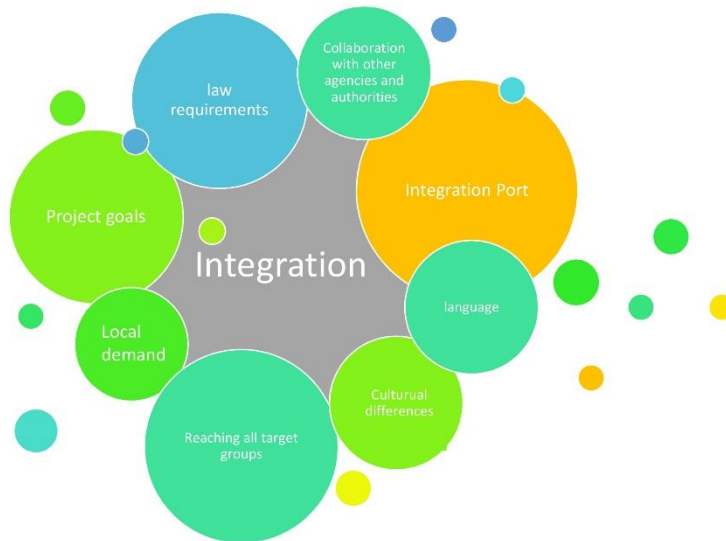 Collaboration
with other
agencies and
authorities
law
requirements
Integration Port
Project goals
Integration
language
Local
demand
Culturual
differences
Reaching all target
groups